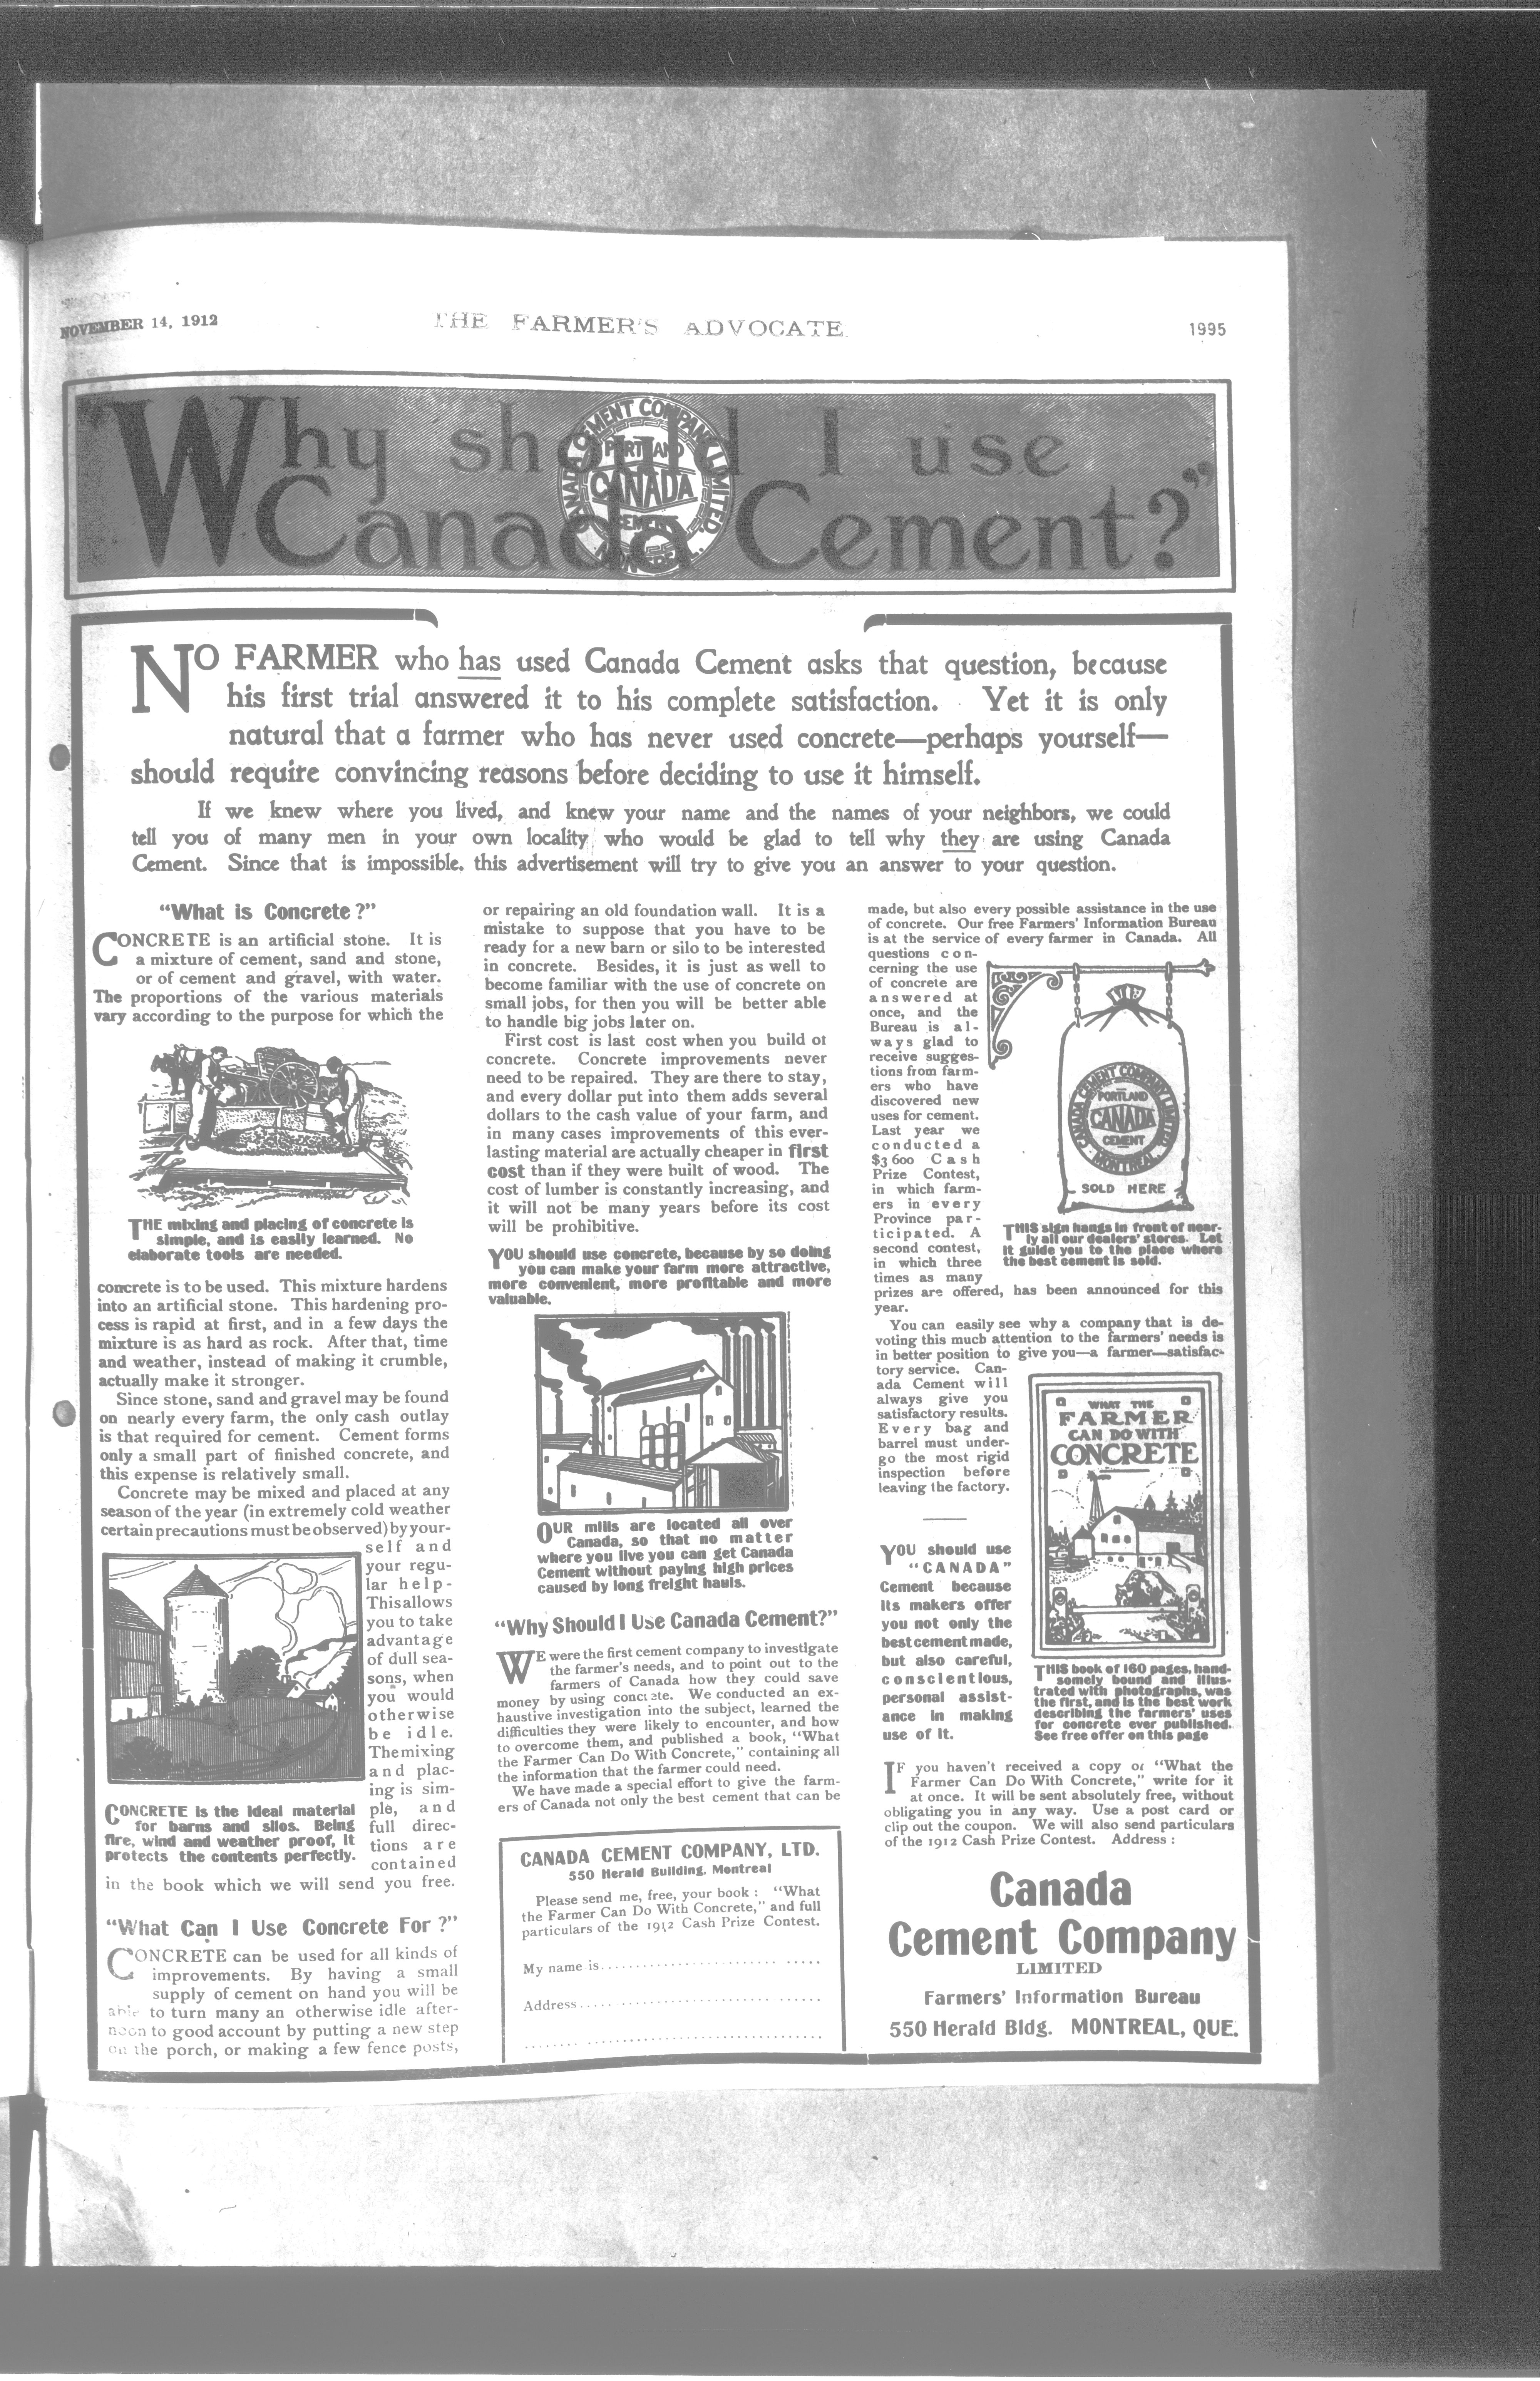 NOVEMBER 14, 1912
THE FARMER'S ADVOCATE
1995
"Why should I use
Canada Cement?"
CANADA CEMENT COMPANY LIMITED
PORTLAND
CANADA
CEMENT
MONTREAL.
NO FARMER who has used Canada Cement asks that question, because
his first trial answered it to his complete satisfaction. Yet it is only
natural that a farmer who has never used concrete—perhaps yourself—
should require convincing reasons before deciding to use it himself.
If we knew where you lived, and knew your name and the names of your neighbors, we could
tell you of many men in your own locality who would be glad to tell why they are using Canada
Cement. Since that is impossible, this advertisement will try to give you an answer to your question.
"What is Concrete?"
CONCRETE is an artificial stone. It is
a mixture of cement, sand and stone,
or of cement and gravel, with water.
The proportions of the various materials
vary according to the purpose for which the
THE mixing and placing of concrete is
simple, and is easily learned. No
elaborate tools are needed.
concrete is to be used. This mixture hardens
into an artificial stone. This hardening pro-
cess is rapid at first, and in a few days the
mixture is as hard as rock. After that, time
and weather, instead of making it crumble,
actually make it stronger.
Since stone, sand and gravel may be found
on nearly every farm, the only cash outlay
is that required for cement. Cement forms
only a small part of finished concrete, and
this expense is relatively small.
Concrete may be mixed and placed at any
season of the year (in extremely cold weather
certain precautions must be observed) by your-
self and
your regu-
lar help-
This allows
you to take
advantage
of dull sea-
sons, when
you would
otherwise
be idle.
The mixing
and plac-
ing is sim-
ple, and
full direc-
tions are
contained
in the book which we will send you free.
CONCRETE is the ideal material
for barns and silos. Being
fire, wind and weather proof, it
protects the contents perfectly.
"What Can I Use Concrete For?"
CONCRETE can be used for all kinds of
improvements. By having a small
supply of cement on hand you will be
able to turn many an otherwise idle after-
noon to good account by putting a new step
on the porch, or making a few fence posts,
or repairing an old foundation wall. It is a
mistake to suppose that you have to be
ready for a new barn or silo to be interested
in concrete. Besides, it is just as well to
become familiar with the use of concrete on
small jobs, for then you will be better able
to handle big jobs later on.
First cost is last cost when you build of
concrete. Concrete improvements never
need to be repaired. They are there to stay,
and every dollar put into them adds several
dollars to the cash value of your farm, and
in many cases improvements of this ever-
lasting material are actually cheaper in first
cost than if they were built of wood. The
cost of lumber is constantly increasing, and
it will not be many years before its cost
will be prohibitive.
YOU should use concrete, because by so doing
you can make your farm more attractive,
more convenient, more profitable and more
valuable.
OUR mills are located all over
Canada, so that no matter
where you live you can get Canada
Cement without paying high prices
caused by long freight hauls.
"Why Should I Use Canada Cement?"
WE were the first cement company to investigate
the farmer's needs, and to point out to the
farmers of Canada how they could save
money by using concrete. We conducted an ex-
haustive investigation into the subject, learned the
difficulties they were likely to encounter, and how
to overcome them, and published a book, "What
the Farmer Can Do With Concrete," containing all
the information that the farmer could need.
We have made a special effort to give the farm-
ers of Canada not only the best cement that can be
CANADA CEMENT COMPANY, LTD.
550 Herald Building, Montreal
Please send me, free, your book: "What
the Farmer Can Do With Concrete," and full
particulars of the 1912 Cash Prize Contest.
My name is
Address
made, but also every possible assistance in the use
of concrete. Our free Farmers' Information Bureau
is at the service of every farmer in Canada. All
questions con-
cerning the use
of concrete are
answered at
once, and the
Bureau is al-
ways glad to
receive sugges-
tions from farm-
ers who have
discovered new
uses for cement.
Last year we
conducted a
$3600 Cash
Prize Contest,
in which farm-
ers in every
Province par-
ticipated. A
second contest,
in which three
times as many
prizes are offered, has been announced for this
year.
CANADA CEMENT COMPANY LIMITED
PORTLAND
CANADA
CEMENT
MONTREAL
SOLD HERE
THIS sign hangs in front of near-
ly all our dealers' stores. Let
it guide you to the place where
the best cement is sold.
You can easily see why a company that is de-
voting this much attention to the farmers' needs is
in better position to give you—a farmer—satisfac-
tory service. Can-
ada Cement will
always give you
satisfactory results.
Every bag and
barrel must under-
go the most rigid
inspection before
leaving the factory.
YOU should use
"CANADA"
Cement because
its makers offer
you not only the
best cement made,
but also careful,
conscientious,
personal assist-
ance in making
use of it.
WHAT THE
FARMER
CAN DO WITH
CONCRETE
THIS book of 160 pages, hand-
somely bound and illus-
trated with photographs, was
the first, and is the best work
describing the farmers' uses
for concrete ever published.
See free offer on this page
IF you haven't received a copy of "What the
Farmer Can Do With Concrete," write for it
at once. It will be sent absolutely free, without
obligating you in any way. Use a post card or
clip out the coupon. We will also send particulars
of the 1912 Cash Prize Contest. Address:
Canada
Cement Company
LIMITED
Farmers' Information Bureau
550 Herald Bldg. MONTREAL, QUE.